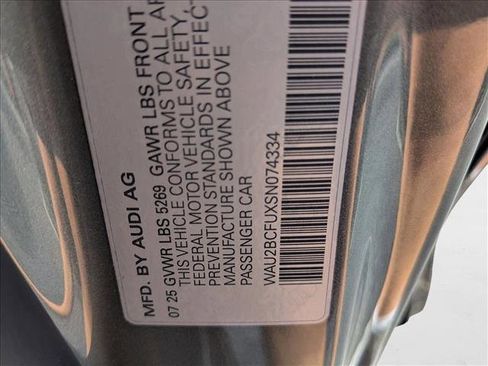 MFD. BY AUDI AG
07 25 GVWR LBS 5269 GAWR LBS FRONT
THIS VEHICLE CONFORMS TO ALL AP
FEDERAL MOTOR VEHICLE SAFETY,
PREVENTION STANDARDS IN EFFECT
MANUFACTURE SHOWN ABOVE
PASSENGER CAR
WAU2BCFUXSN074334